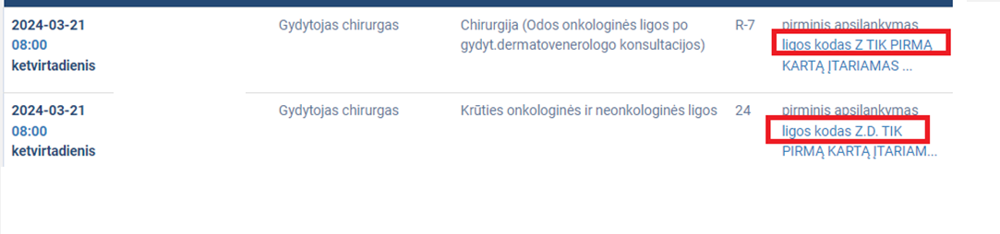 2024-03-21
08:00
ketvirtadienis
Gydytojas chirurgas
Chirurgija (Odos onkologinės ligos po
gydyt.dermatovenerologo konsultacijos)
R-7
pirminis apsilankymas
ligos kodas Z TIK PIRMĄ
KARTĄ ĮTARIAMAS ...
2024-03-21
08:00
ketvirtadienis
Gydytojas chirurgas
Krūties onkologinės ir neonkologinės ligos
24
pirminis apsilankymas
ligos kodas Z.D. TIK
PIRMĄ KARTĄ ĮTARIAM...